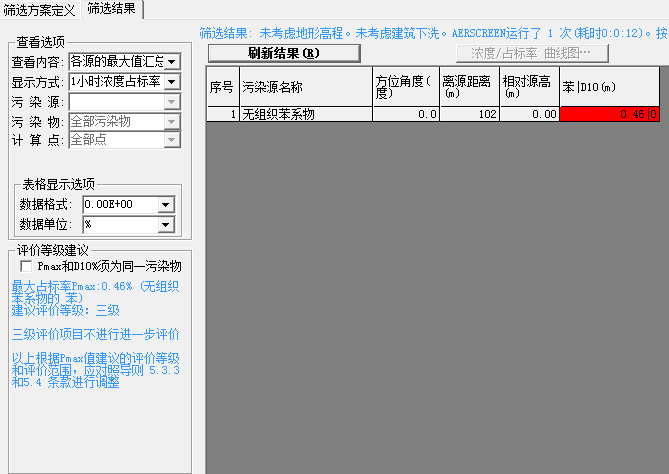 筛选方案定义 筛选结果
筛选结果: 未考虑地形高程。未考虑建筑下洗。AERSCREEN运行了 1 次(耗时0:0:12)。按
查看选项
查看内容: 各源的最大值汇总
显示方式: 1小时浓度占标率
污 染 源:
污 染 物: 全部污染物
计 算 点: 全部点
表格显示选项
数据格式: 0.00E+00
数据单位: %
评价等级建议
Pmax和D10%须为同一污染物
最大占标率Pmax:0.46% (无组织
苯系物的 苯)
建议评价等级: 三级
三级评价项目不进行进一步评价
以上根据Pmax值建议的评价等级
和评价范围,应对照导则 5.3.3
和5.4 条款进行调整
刷新结果(R) 浓度/占标率 曲线图…
序号 污染源名称 方位角度(度) 离源距离(m) 相对源高(m) 苯|D10(m)
1 无组织苯系物 0.0 102 0.00 0.46|0